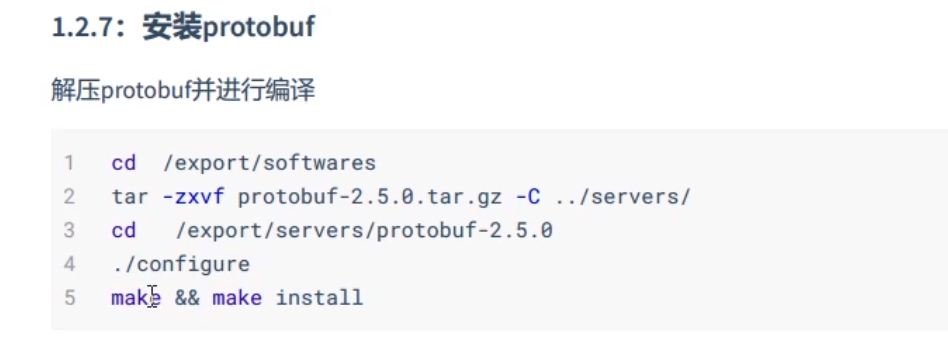 1.2.7：安装protobuf
解压protobuf并进行编译
1 cd  /export/softwares
2 tar -zxvf protobuf-2.5.0.tar.gz -C ../servers/
3 cd   /export/servers/protobuf-2.5.0
4 ./configure
5 make && make install